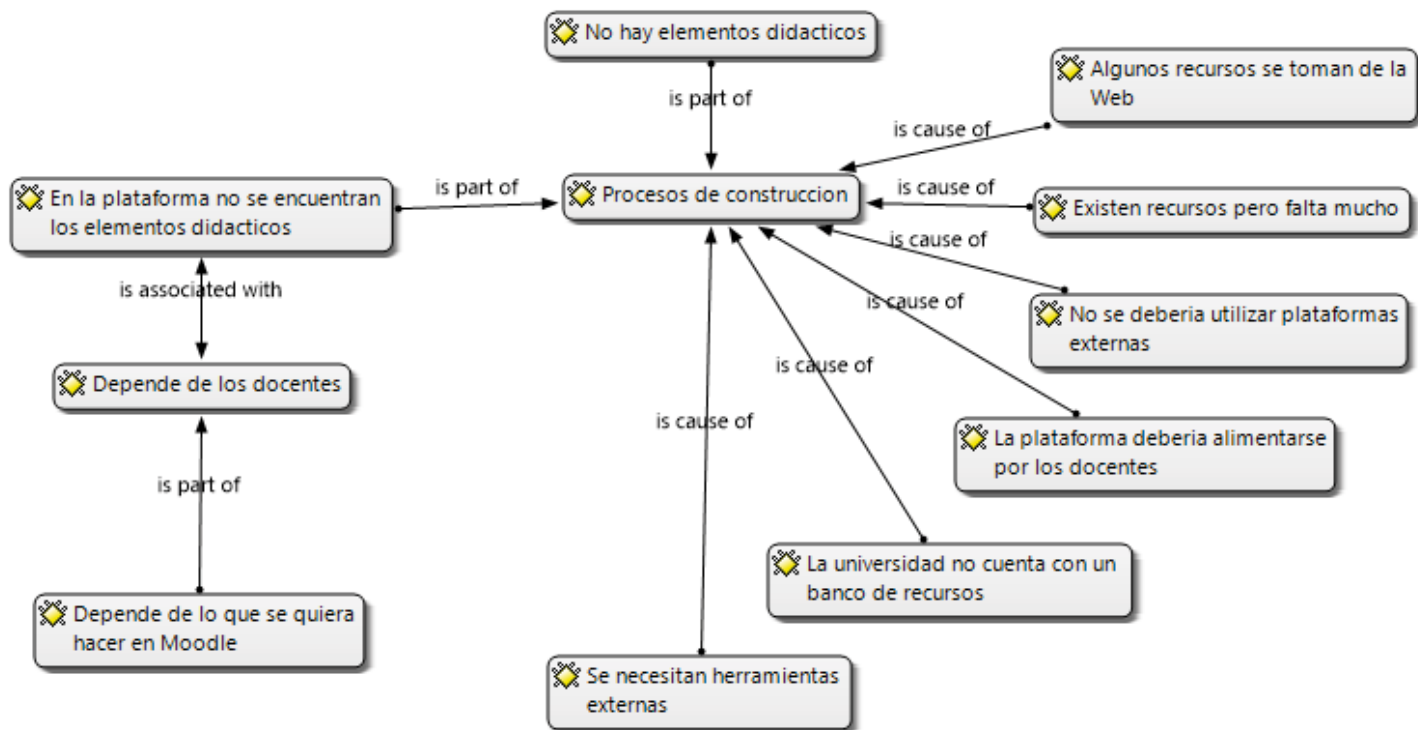 No hay elementos didacticos
Algunos recursos se toman de la
Web
is part of
is cause of
En la plataforma no se encuentran
los elementos didacticos
is part of
Procesos de construccion
is cause of
Existen recursos pero falta mucho
is cause of
is associated with
is cause of
No se deberia utilizar plataformas
externas
Depende de los docentes
is cause of
is cause of
La plataforma deberia alimentarse
por los docentes
is part of
La universidad no cuenta con un
banco de recursos
Depende de lo que se quiera
hacer en Moodle
Se necesitan herramientas
externas